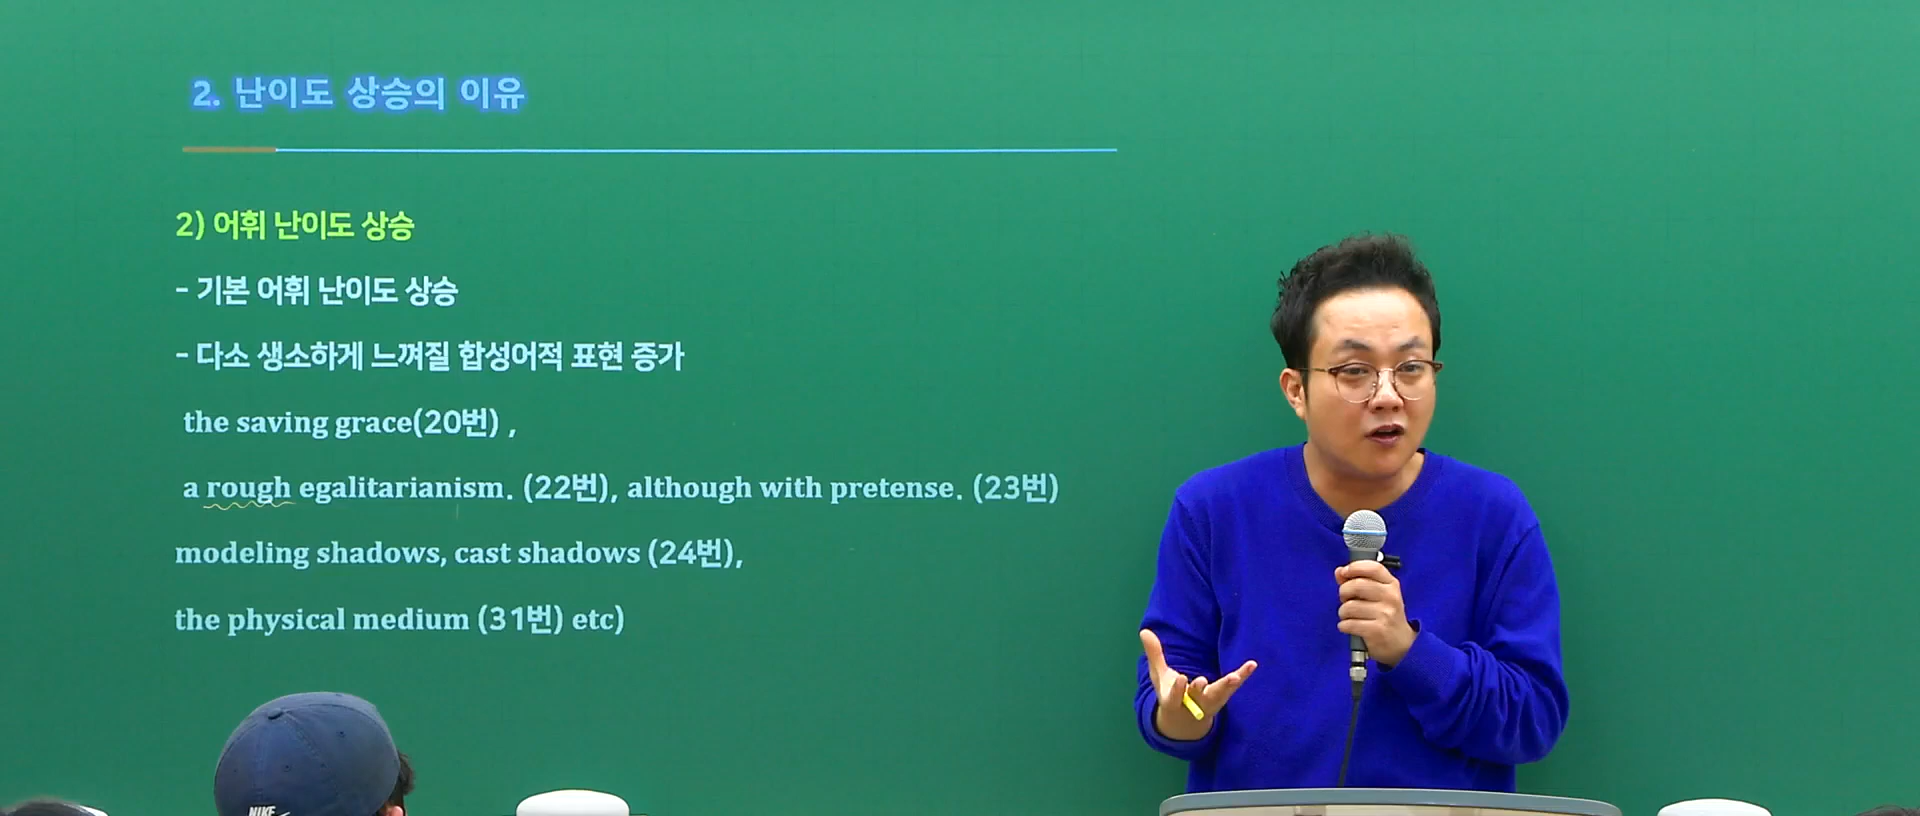 2. 난이도 상승의 이유
2) 어휘 난이도 상승
- 기본 어휘 난이도 상승
- 다소 생소하게 느껴질 합성어적 표현 증가
the saving grace(20번) ,
a rough egalitarianism. (22번), although with pretense. (23번)
modeling shadows, cast shadows (24번),
the physical medium (31번) etc)
NIKE